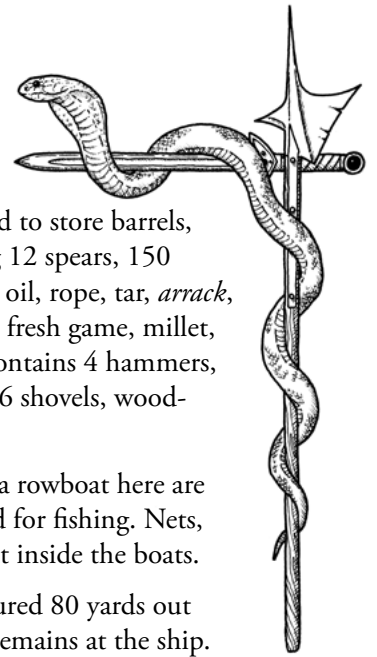 d to store barrels,
g 12 spears, 150
oil, rope, tar, arrack,
fresh game, millet,
contains 4 hammers,
6 shovels, wood-
a rowboat here are
d for fishing. Nets,
t inside the boats.
ured 80 yards out
emains at the ship.